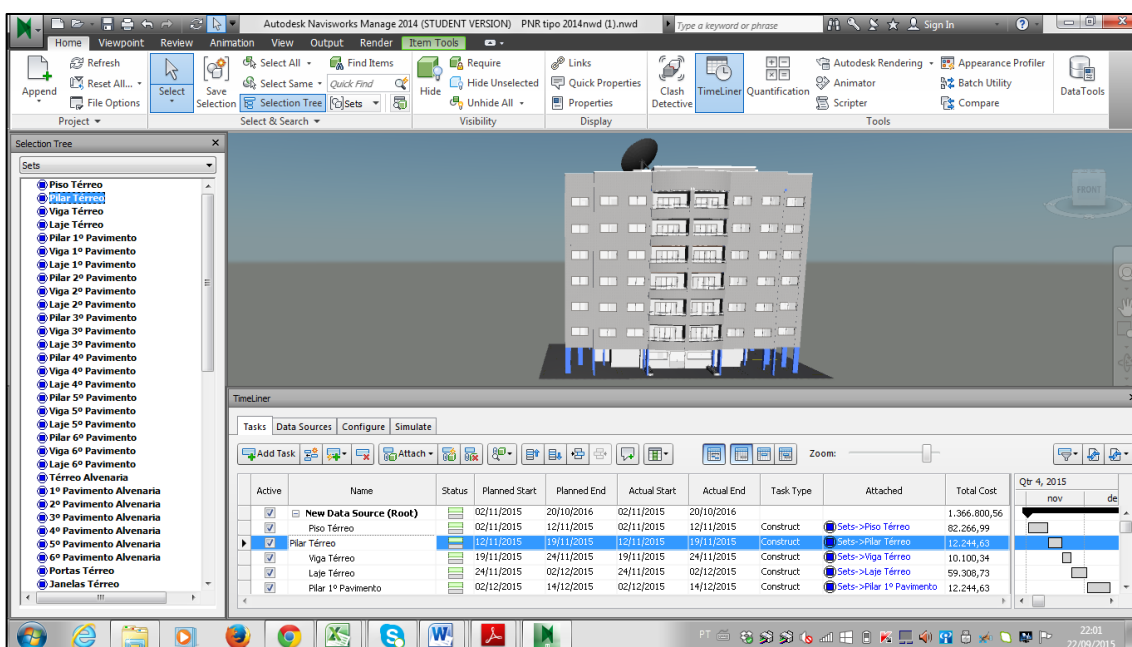 Autodesk Navisworks Manage 2014 (STUDENT VERSION) PNR tipo 2014nwd (1).nwd Type a keyword or phrase Sign In
Home Viewpoint Review Animation View Output Render Item Tools
Append Refresh Reset All... File Options
Select Save Selection Select All Select Same Selection Tree Find Items Quick Find Sets
Hide Require Hide Unselected Unhide All
Links Quick Properties Properties
Clash Detective TimeLiner Quantification Autodesk Rendering Animator Scripter Appearance Profiler Batch Utility Compare DataTools
Project Select & Search Visibility Display Tools
Selection Tree
Sets
Piso Térreo
Pilar Térreo
Viga Térreo
Laje Térreo
Pilar 1º Pavimento
Viga 1º Pavimento
Laje 1º Pavimento
Pilar 2º Pavimento
Viga 2º Pavimento
Laje 2º Pavimento
Pilar 3º Pavimento
Viga 3º Pavimento
Laje 3º Pavimento
Pilar 4º Pavimento
Viga 4º Pavimento
Laje 4º Pavimento
Pilar 5º Pavimento
Viga 5º Pavimento
Laje 5º Pavimento
Pilar 6º Pavimento
Viga 6º Pavimento
Laje 6º Pavimento
Térreo Alvenaria
1º Pavimento Alvenaria
2º Pavimento Alvenaria
3º Pavimento Alvenaria
4º Pavimento Alvenaria
5º Pavimento Alvenaria
6º Pavimento Alvenaria
Portas Térreo
Janelas Térreo
FRONT
TimeLiner
Tasks Data Sources Configure Simulate
Add Task Attach Zoom:
Active Name Status Planned Start Planned End Actual Start Actual End Task Type Attached Total Cost Qtr 4, 2015
nov de
New Data Source (Root) 02/11/2015 20/10/2016 02/11/2015 20/10/2016 1.366.800,56
Piso Térreo 02/11/2015 12/11/2015 02/11/2015 12/11/2015 Construct Sets->Piso Térreo 82.266,99
Pilar Térreo 12/11/2015 19/11/2015 12/11/2015 19/11/2015 Construct Sets->Pilar Térreo 12.244,63
Viga Térreo 19/11/2015 24/11/2015 19/11/2015 24/11/2015 Construct Sets->Viga Térreo 10.100,34
Laje Térreo 24/11/2015 02/12/2015 24/11/2015 02/12/2015 Construct Sets->Laje Térreo 59.308,73
Pilar 1º Pavimento 02/12/2015 14/12/2015 02/12/2015 14/12/2015 Construct Sets->Pilar 1º Pavimento 12.244,63
PT 22:01
22/09/2015